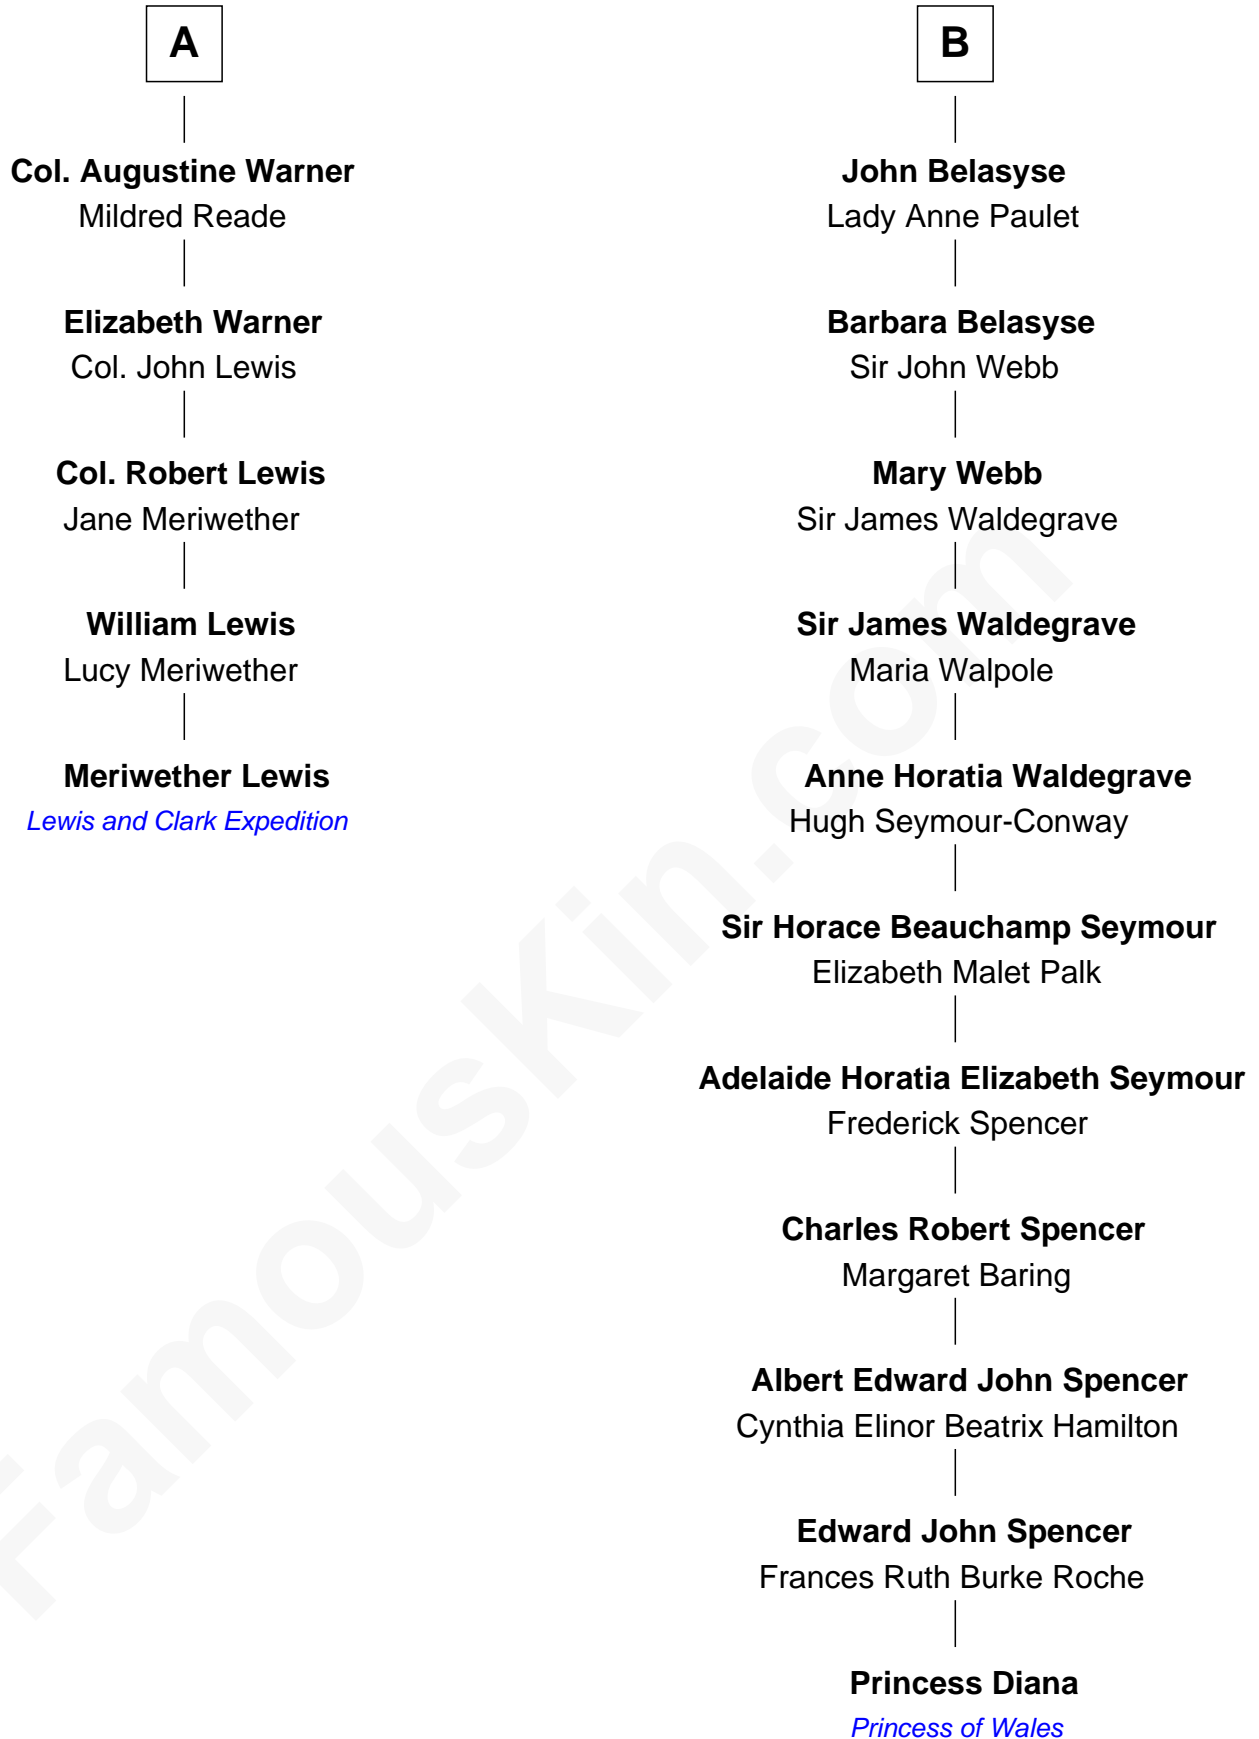 A
Col. Augustine Warner
Mildred Reade
Elizabeth Warner
Col. John Lewis
Col. Robert Lewis
Jane Meriwether
William Lewis
Lucy Meriwether
Meriwether Lewis
Lewis and Clark Expedition
B
John Belasyse
Lady Anne Paulet
Barbara Belasyse
Sir John Webb
Mary Webb
Sir James Waldegrave
Sir James Waldegrave
Maria Walpole
Anne Horatia Waldegrave
Hugh Seymour-Conway
Sir Horace Beauchamp Seymour
Elizabeth Malet Palk
Adelaide Horatia Elizabeth Seymour
Frederick Spencer
Charles Robert Spencer
Margaret Baring
Albert Edward John Spencer
Cynthia Elinor Beatrix Hamilton
Edward John Spencer
Frances Ruth Burke Roche
Princess Diana
Princess of Wales
FamousKin.com